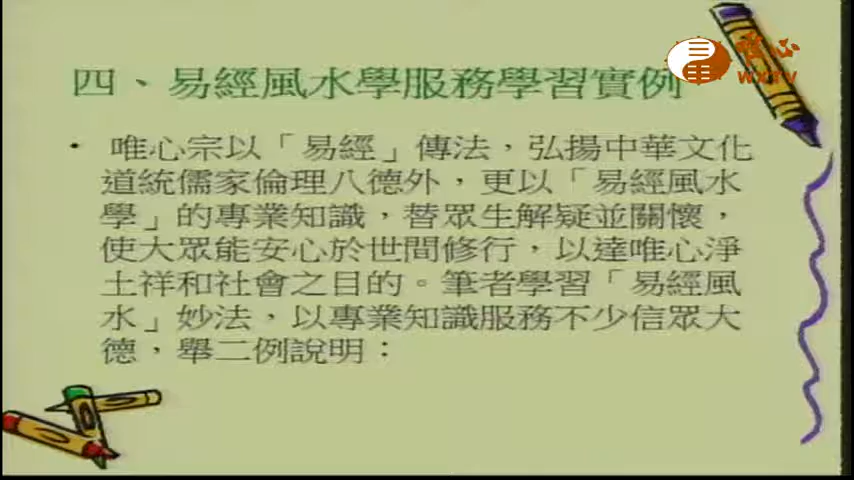 唯心
WXTV
四、易經風水學服務學習實例
• 唯心宗以「易經」傳法，弘揚中華文化
道統儒家倫理八德外，更以「易經風水
學」的專業知識，替眾生解疑並關懷，
使大眾能安心於世間修行，以達唯心淨
土祥和社會之目的。筆者學習「易經風
水」妙法，以專業知識服務不少信眾大
德，舉二例說明：